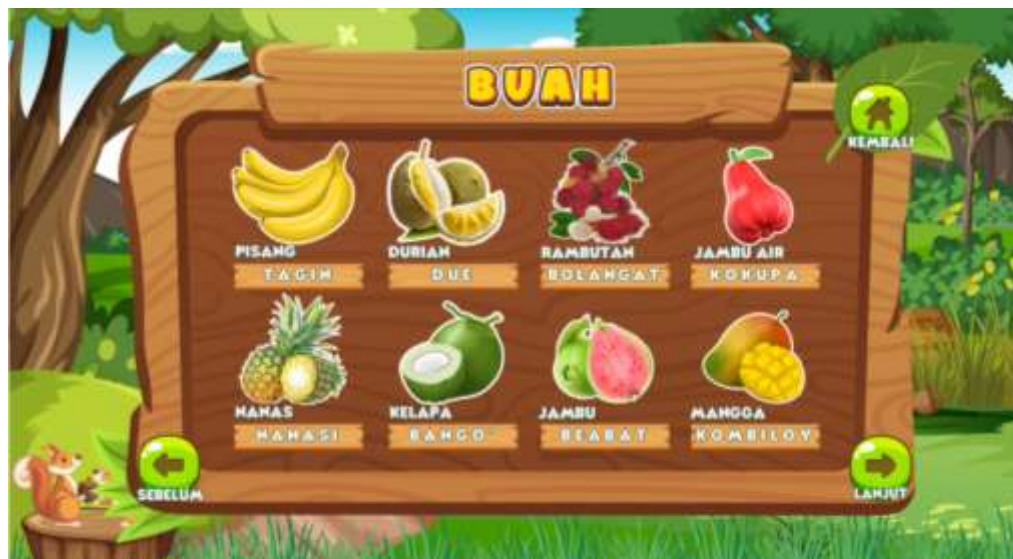 BUAH
KEMBALI
PISANG
TAGIN
DURIAN
DUE
RAMBUTAN
BOLANGAT
JAMBU AIR
KOKUPA
NANAS
NANASI
KELAPA
BANGO'
JAMBU
BEABAT
MANGGA
KOMBILOY
SEBELUM
LANJUT